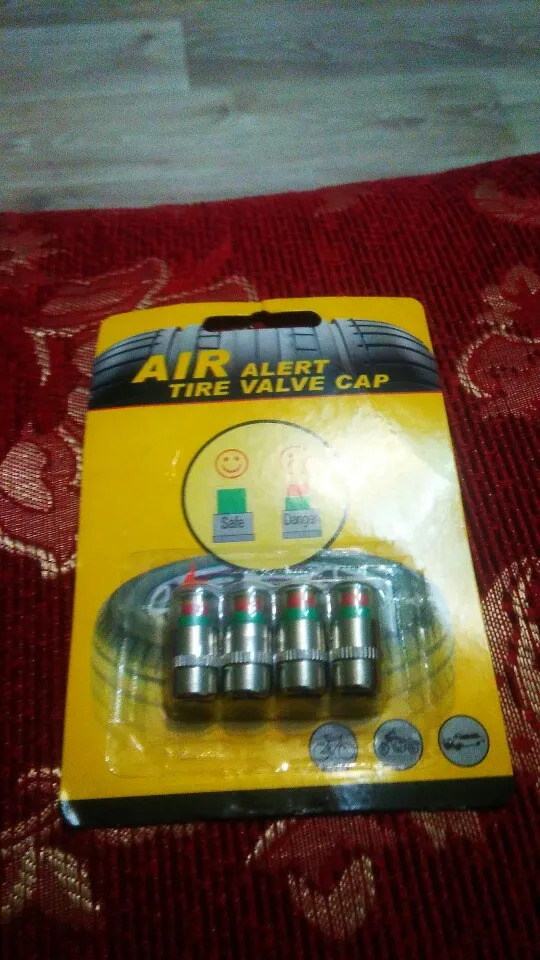 AIR ALERT
TIRE VALVE CAP
Safe
Danger